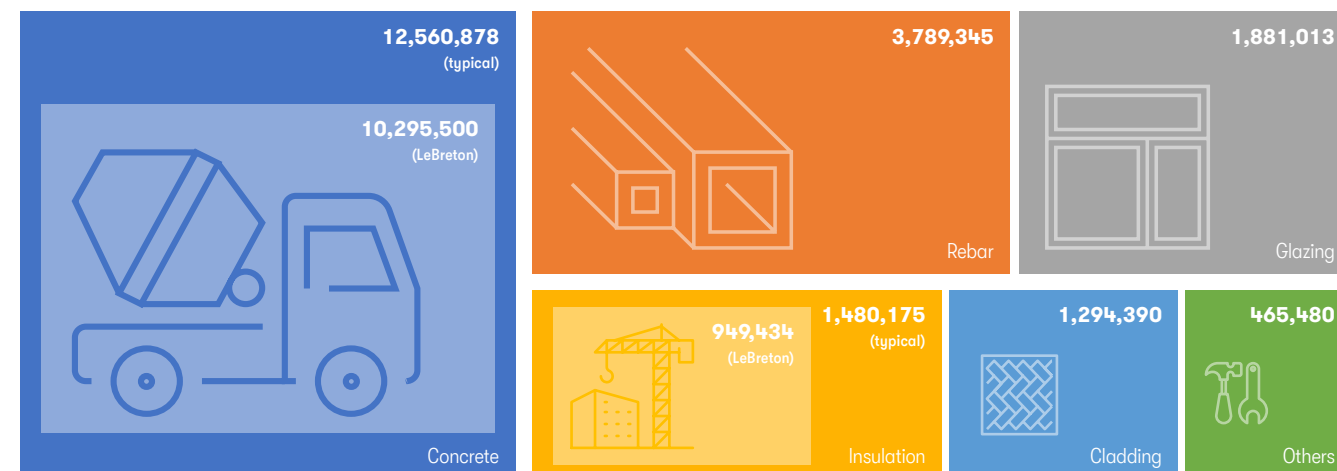 12,560,878
(typical)
10,295,500
(LeBreton)
Concrete
3,789,345
Rebar
1,881,013
Glazing
1,480,175
(typical)
949,434
(LeBreton)
Insulation
1,294,390
Cladding
465,480
Others